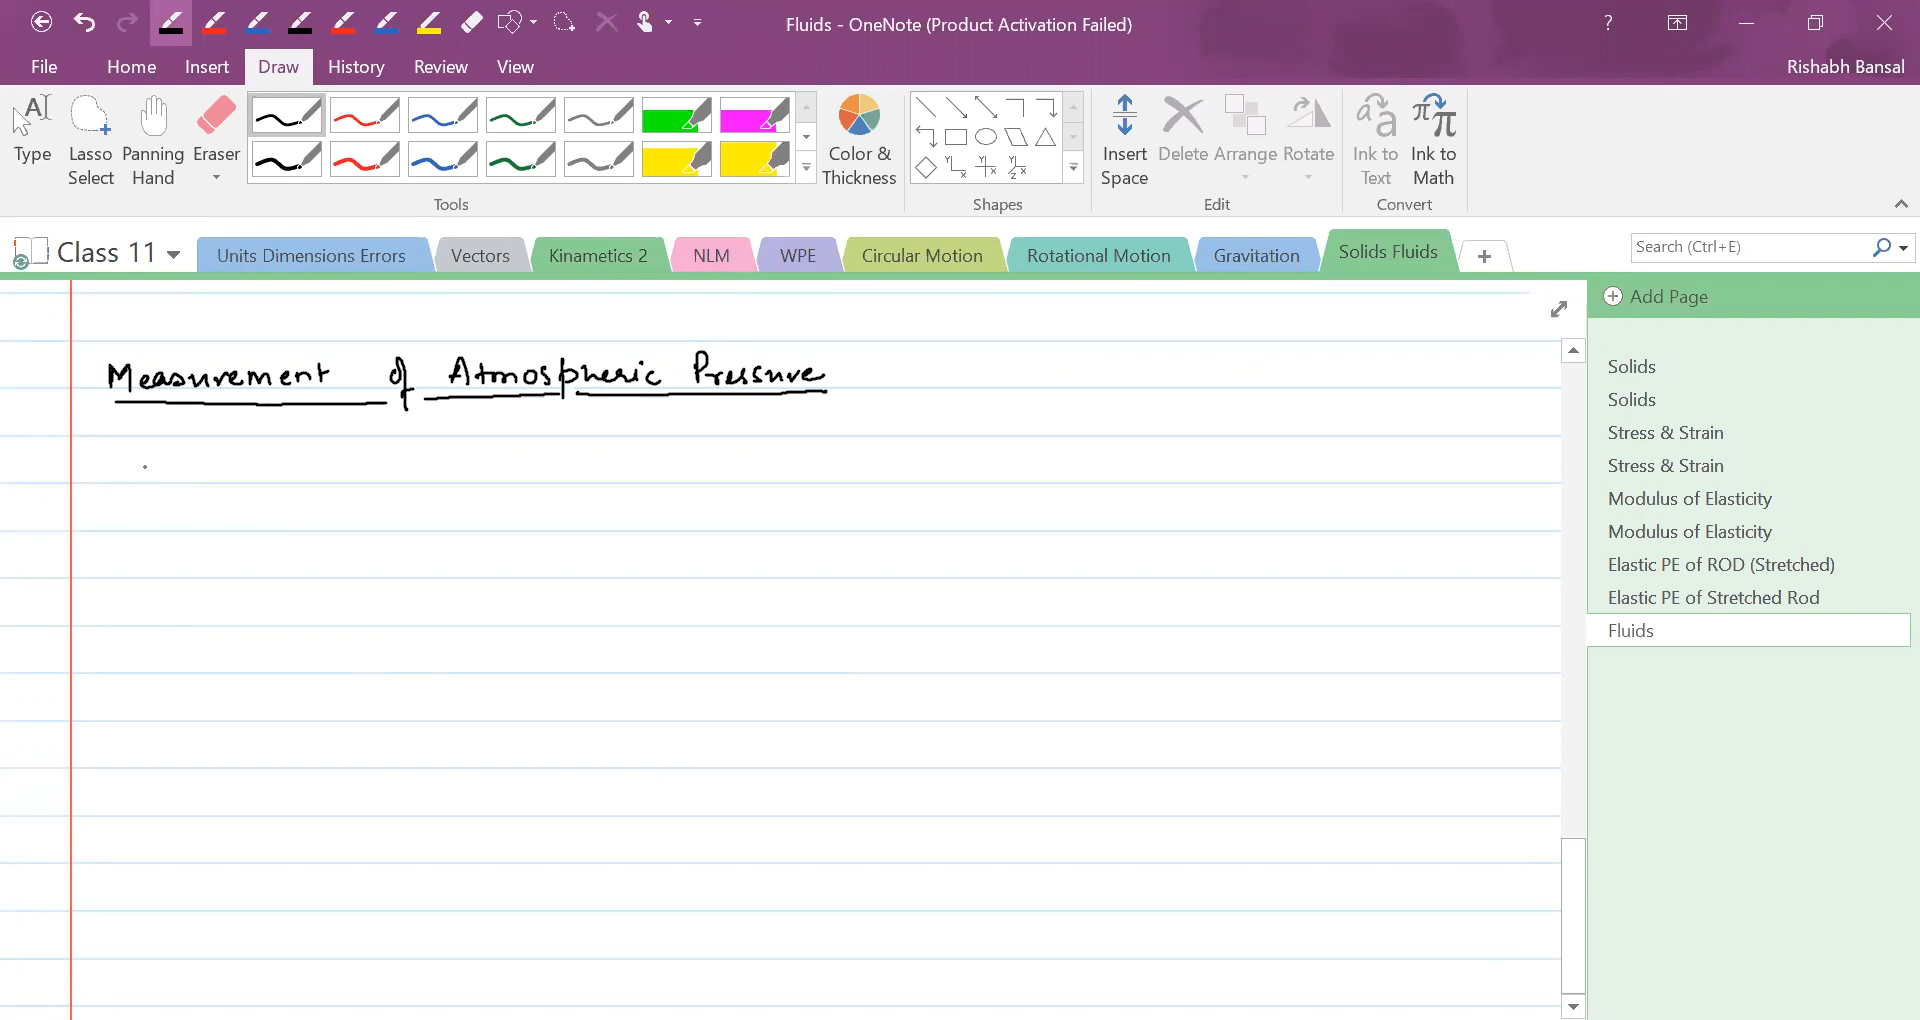 Fluids - OneNote (Product Activation Failed)
?
File Home Insert Draw History Review View
Rishabh Bansal
Type
Lasso Select
Panning Hand
Eraser
Color & Thickness
Insert Space
Delete
Arrange
Rotate
Ink to Text
Ink to Math
Tools
Shapes
Edit
Convert
Class 11
Units Dimensions Errors
Vectors
Kinametics 2
NLM
WPE
Circular Motion
Rotational Motion
Gravitation
Solids Fluids
Search (Ctrl+E)
Add Page
Measurement of Atmospheric Pressure
Solids
Solids
Stress & Strain
Stress & Strain
Modulus of Elasticity
Modulus of Elasticity
Elastic PE of ROD (Stretched)
Elastic PE of Stretched Rod
Fluids